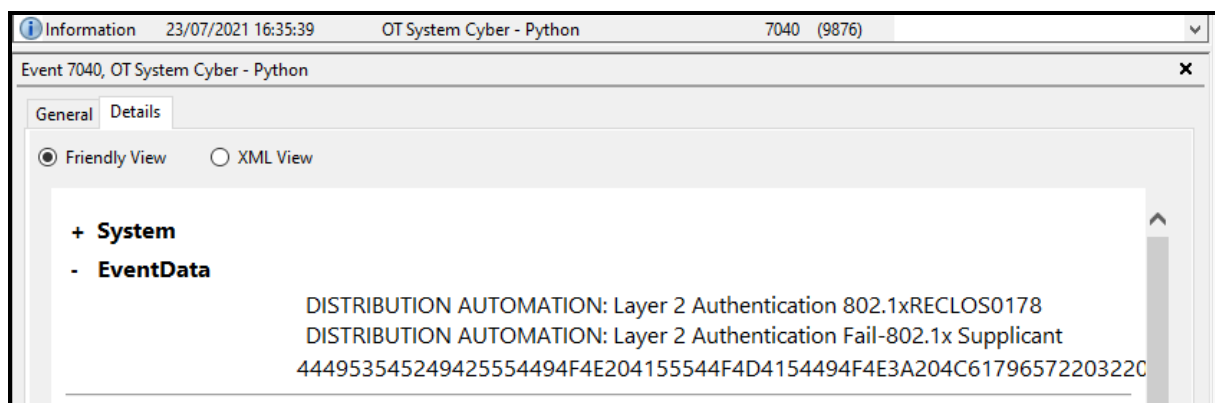 Information 23/07/2021 16:35:39 OT System Cyber - Python 7040 (9876)
Event 7040, OT System Cyber - Python
General Details
Friendly View XML View
+ System
- EventData
DISTRIBUTION AUTOMATION: Layer 2 Authentication 802.1xRECLOS0178
DISTRIBUTION AUTOMATION: Layer 2 Authentication Fail-802.1x Supplicant
444953545249425554494F4E204155544F4D4154494F4E3A204C61796572203220